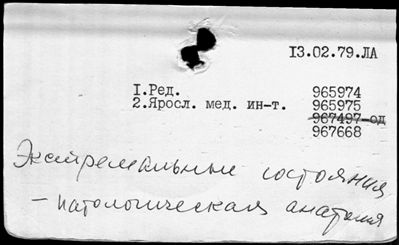 13.02.79.ЛА
1.Ред. 965974
2.Яросл. мед. ин-т. 965975
967497-од
967668
Экстремальные состояния
— патологическая анатомия